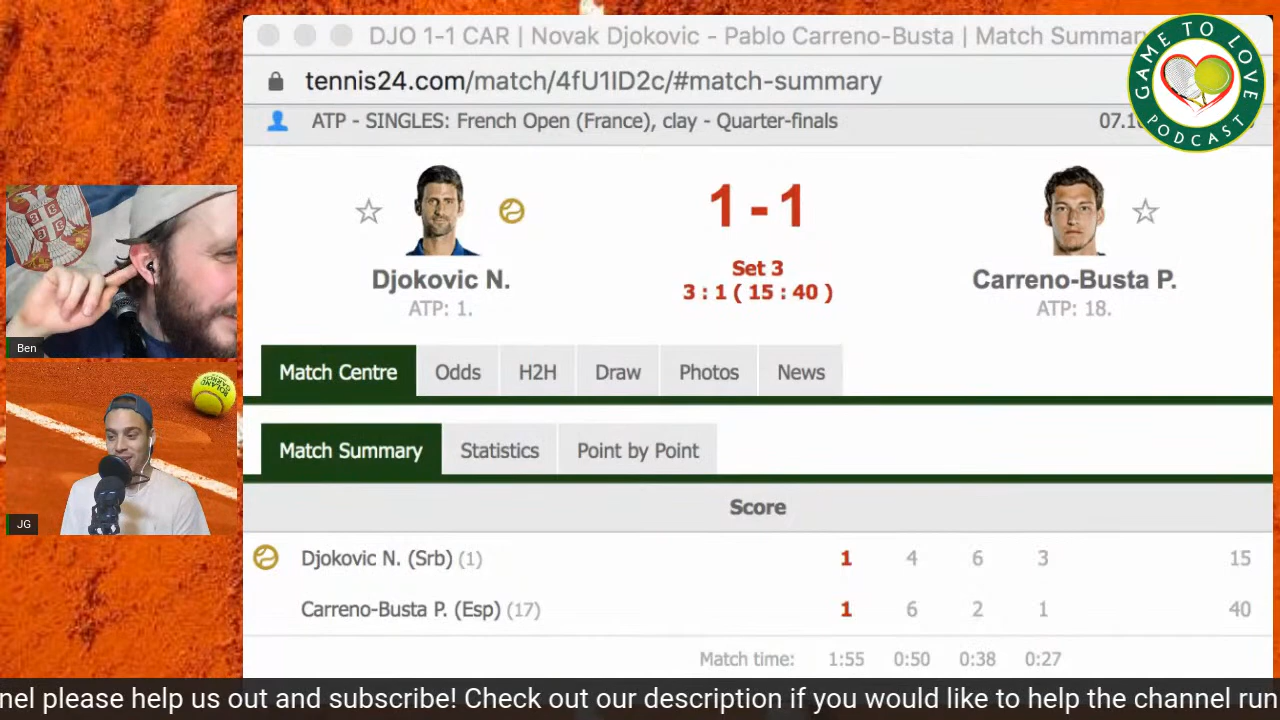 DJO 1-1 CAR | Novak Djokovic - Pablo Carreno-Busta | Match Summar
tennis24.com/match/4fU1ID2c/#match-summary
GAME TO LOVE
PODCAST
ATP - SINGLES: French Open (France), clay - Quarter-finals
07.1
1 - 1
Set 3
3 : 1 ( 15 : 40 )
Djokovic N.
ATP: 1.
Carreno-Busta P.
ATP: 18.
Ben
JG
Match Centre Odds H2H Draw Photos News
Match Summary Statistics Point by Point
Score
Djokovic N. (Srb) (1) 1 4 6 3 15
Carreno-Busta P. (Esp) (17) 1 6 2 1 40
Match time: 1:55 0:50 0:38 0:27
nel please help us out and subscribe! Check out our description if you would like to help the channel run